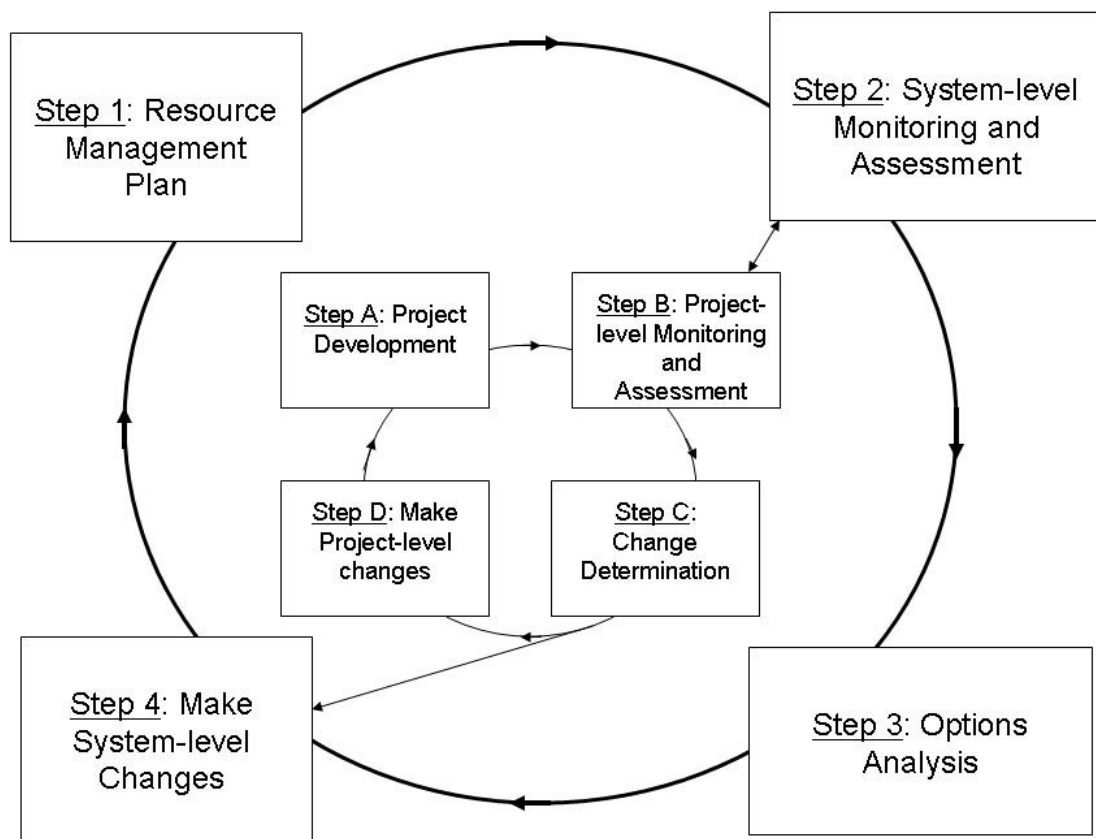 Step 1: Resource
Management
Plan
Step 2: System-level
Monitoring and
Assessment
Step A: Project
Development
Step B: Project-
level Monitoring
and
Assessment
Step D: Make
Project-level
changes
Step C:
Change
Determination
Step 4: Make
System-level
Changes
Step 3: Options
Analysis